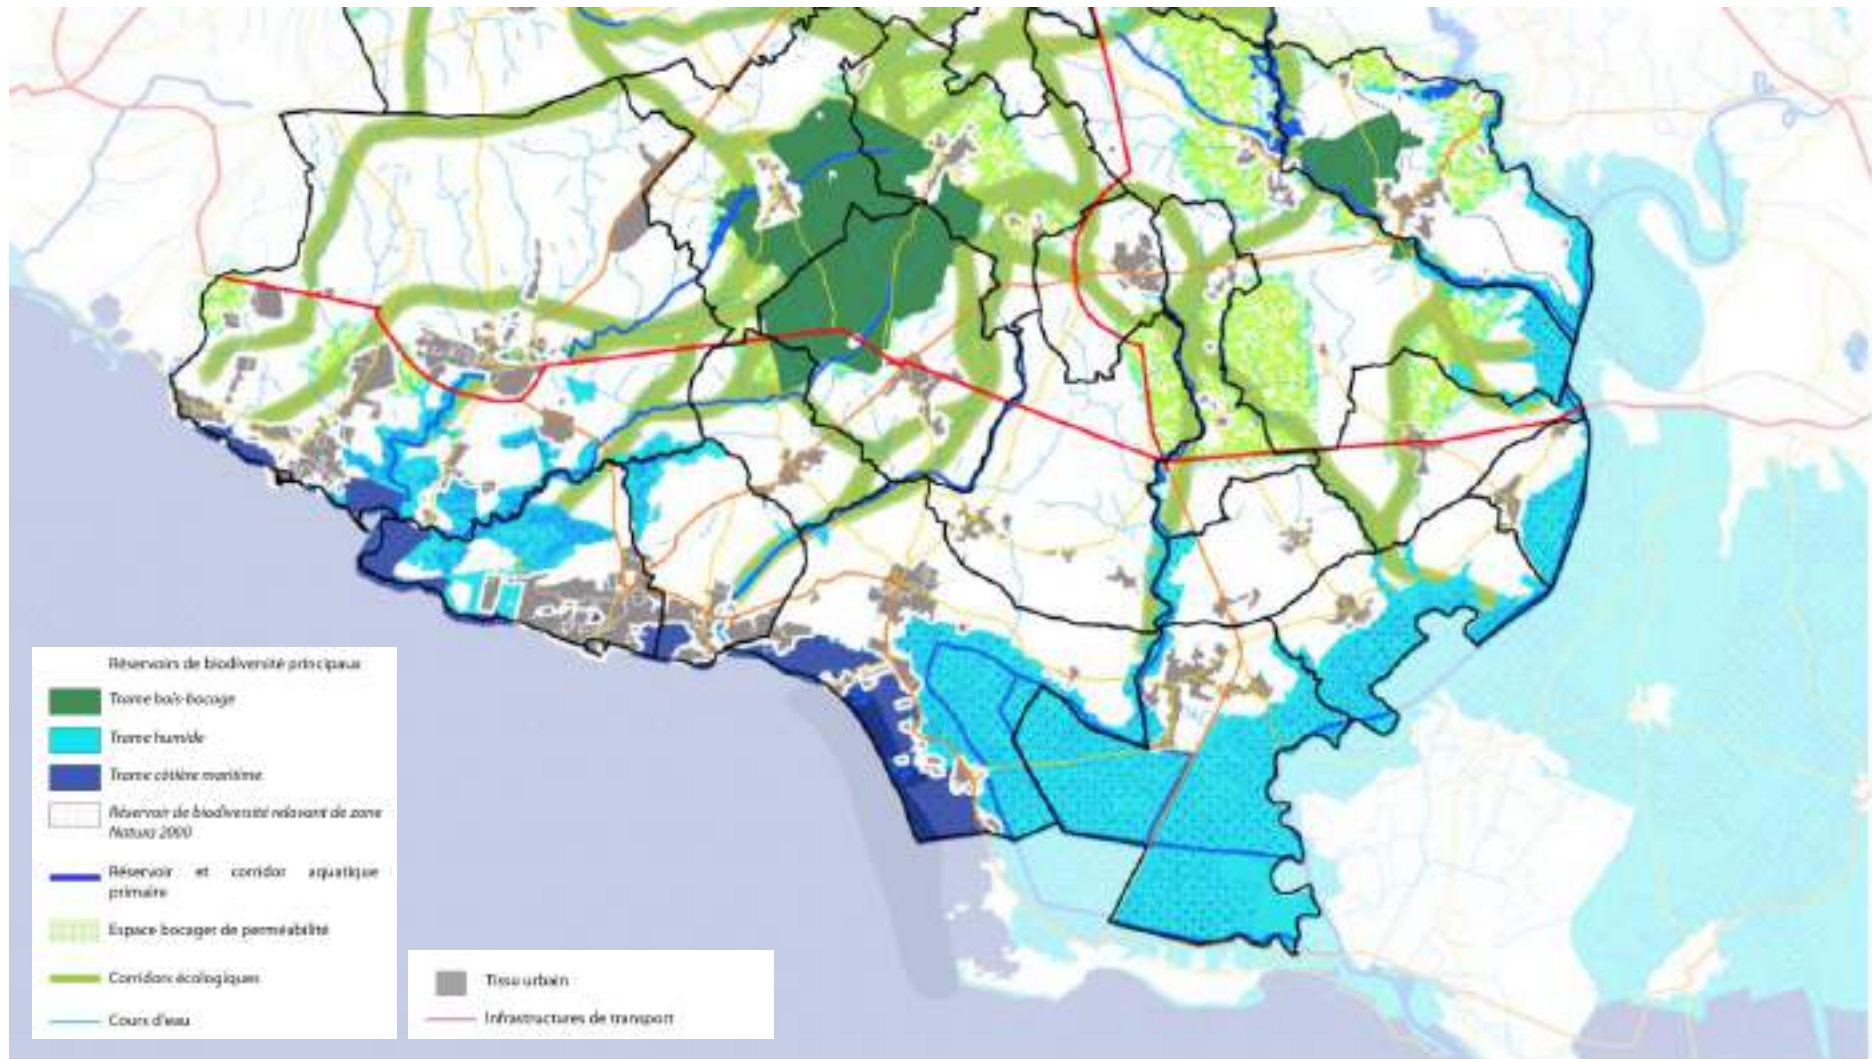 Réservoirs de biodiversité principaux
Trame bois-bocage
Trame humide
Trame côtière maritime
Réservoir de biodiversité relevant de zone
Natura 2000
Réservoir et corridor aquatique
primaire
Espace bocager de perméabilité
Corridors écologiques
Cours d'eau
Tissu urbain
Infrastructures de transport